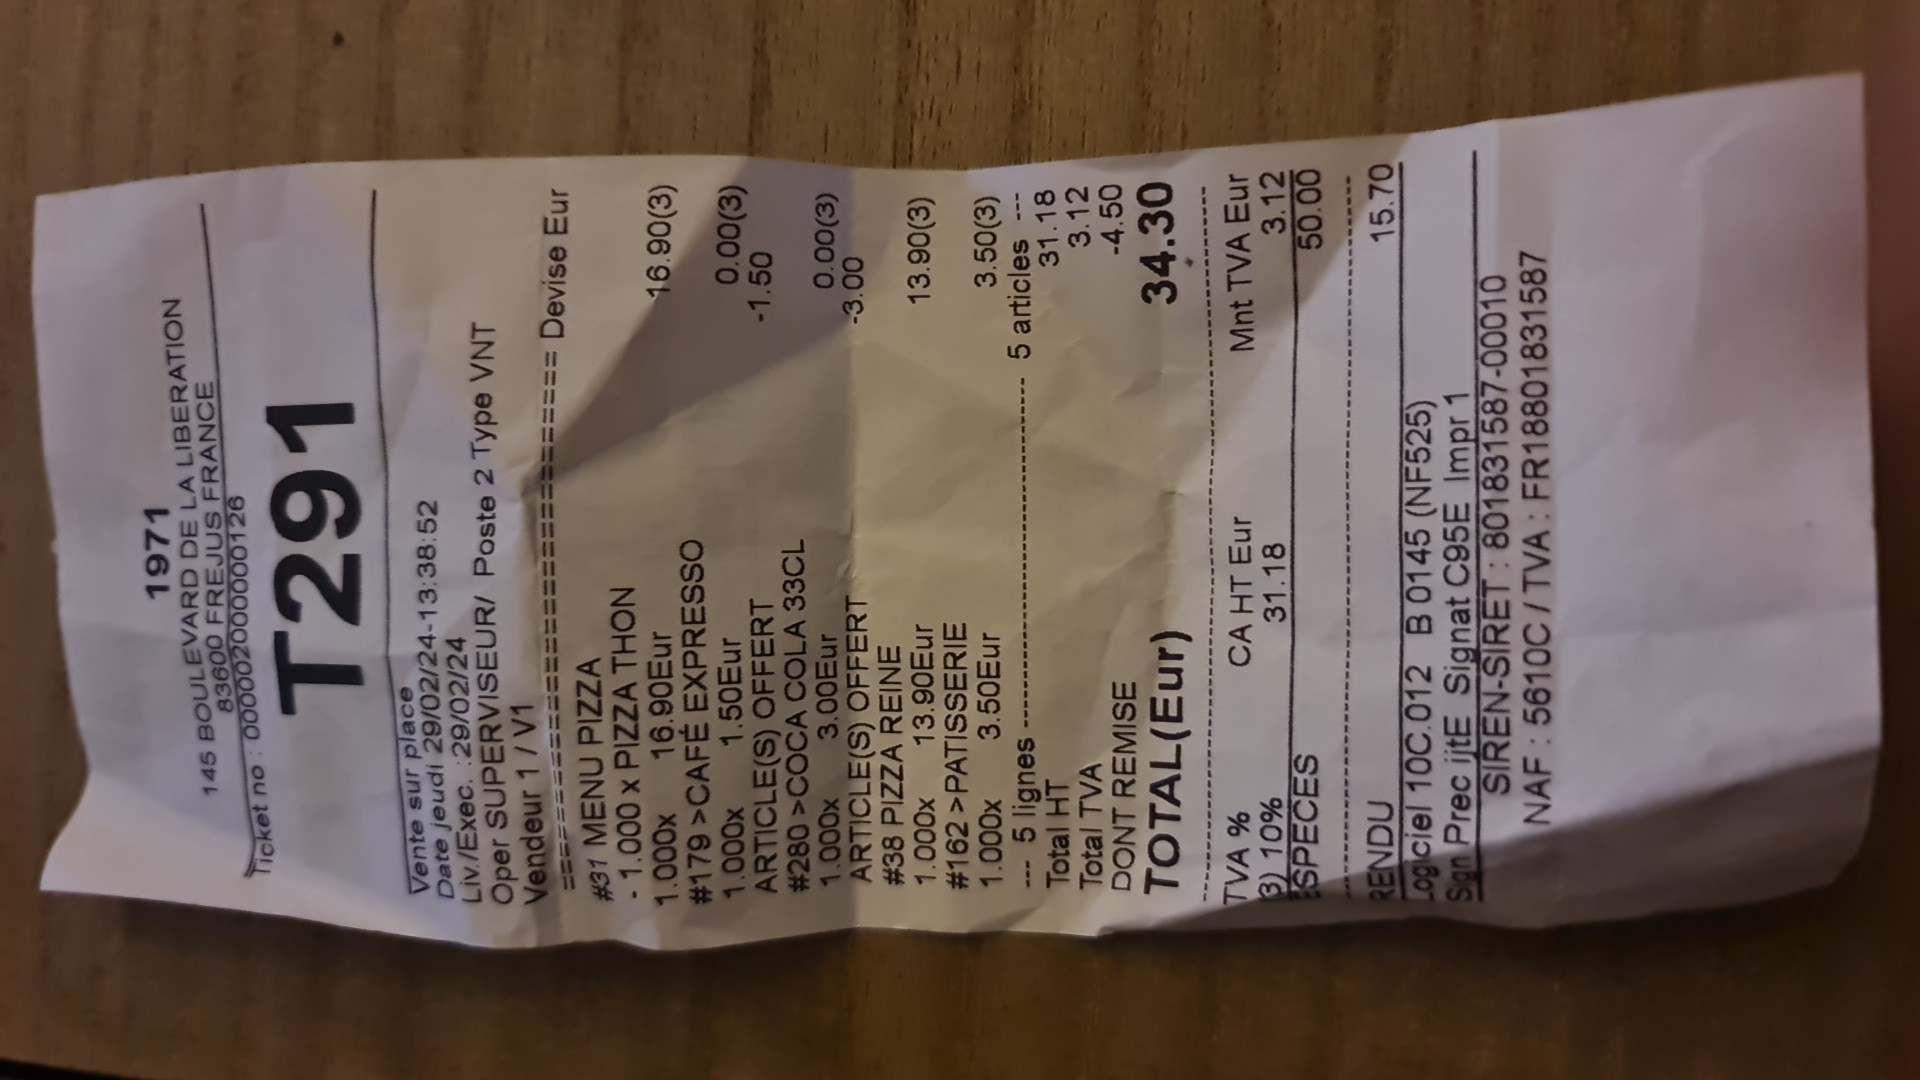 1971
145 BOULEVARD DE LA LIBERATION
83600 FREJUS FRANCE
Ticket no : 0000020000000126
T291
Vente sur place
Date jeudi 29/02/24-13:38:52
Liv./Exec. :29/02/24
Oper SUPERVISEUR/ Poste 2 Type VNT
Vendeur 1 / V1
======================== Devise Eur
#31 MENU PIZZA
- 1.000 x PIZZA THON
1.000x 16.90Eur 16.90(3)
#179 >CAFÉ EXPRESSO
1.000x 1.50Eur 0.00(3)
ARTICLE(S) OFFERT -1.50
#280 >COCA COLA 33CL
1.000x 3.00Eur 0.00(3)
ARTICLE(S) OFFERT -3.00
#38 PIZZA REINE
1.000x 13.90Eur 13.90(3)
#162 >PATISSERIE
1.000x 3.50Eur 3.50(3)
--- 5 lignes ------------------------------ 5 articles ---
Total HT 31.18
Total TVA 3.12
DONT REMISE -4.50
TOTAL(Eur) 34.30
TVA % CA HT Eur Mnt TVA Eur
(3) 10% 31.18 3.12
ESPECES 50.00
RENDU 15.70
Logiciel 10C.012 B 0145 (NF525)
Sign Prec ijtE Signat C95E Impr 1
SIREN-SIRET : 801831587-00010
NAF : 5610C / TVA : FR18801831587